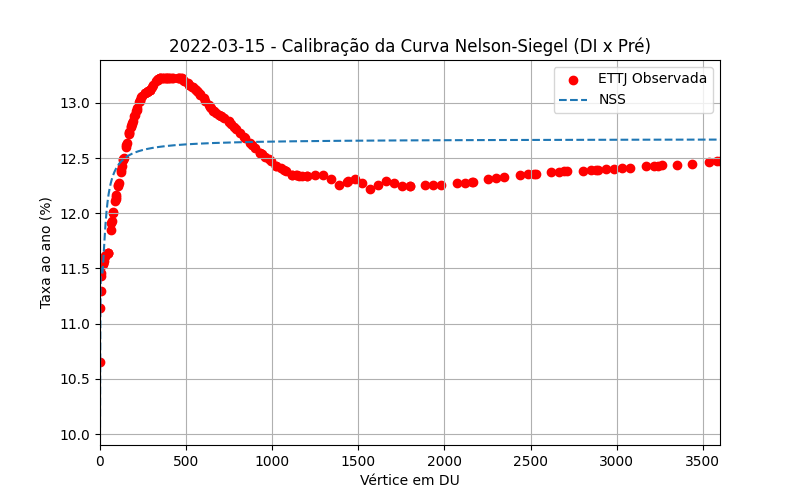 2022-03-15 - Calibração da Curva Nelson-Siegel (DI x Pré)
ETTJ Observada
NSS
Taxa ao ano (%)
13.0
12.5
12.0
11.5
11.0
10.5
10.0
0 500 1000 1500 2000 2500 3000 3500
Vértice em DU